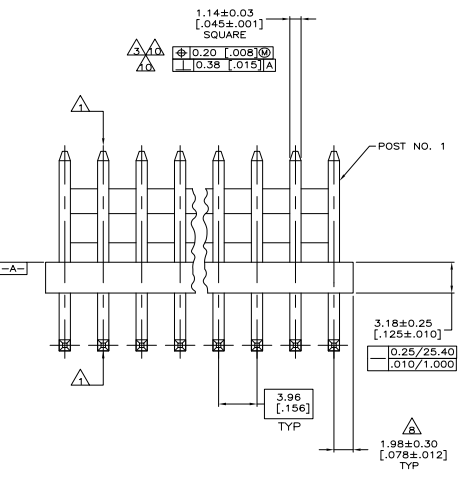 1.14±0.03
[.045±.001]
SQUARE
3 10
⌖ 0.20 [.008] Ⓜ
10
⊥ 0.38 [.015] A
1
POST NO. 1
-A-
3.18±0.25
[.125±.010]
— 0.25/25.40
.010/1.000
1
3.96
[.156]
TYP
8
1.98±0.30
[.078±.012]
TYP